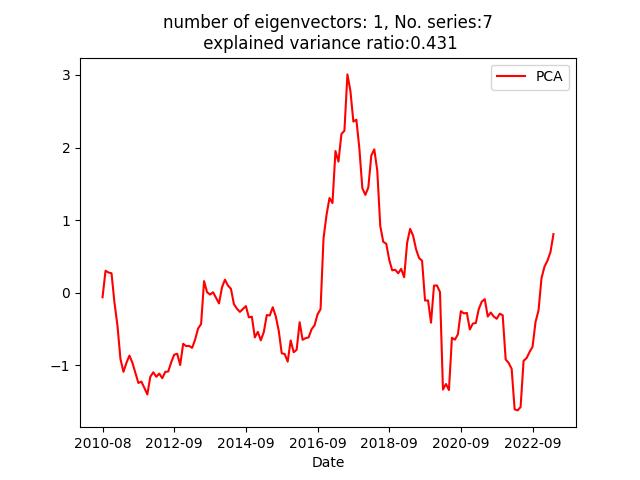 number of eigenvectors: 1, No. series:7
explained variance ratio:0.431
PCA
3
2
1
0
−1
2010-08 2012-09 2014-09 2016-09 2018-09 2020-09 2022-09
Date